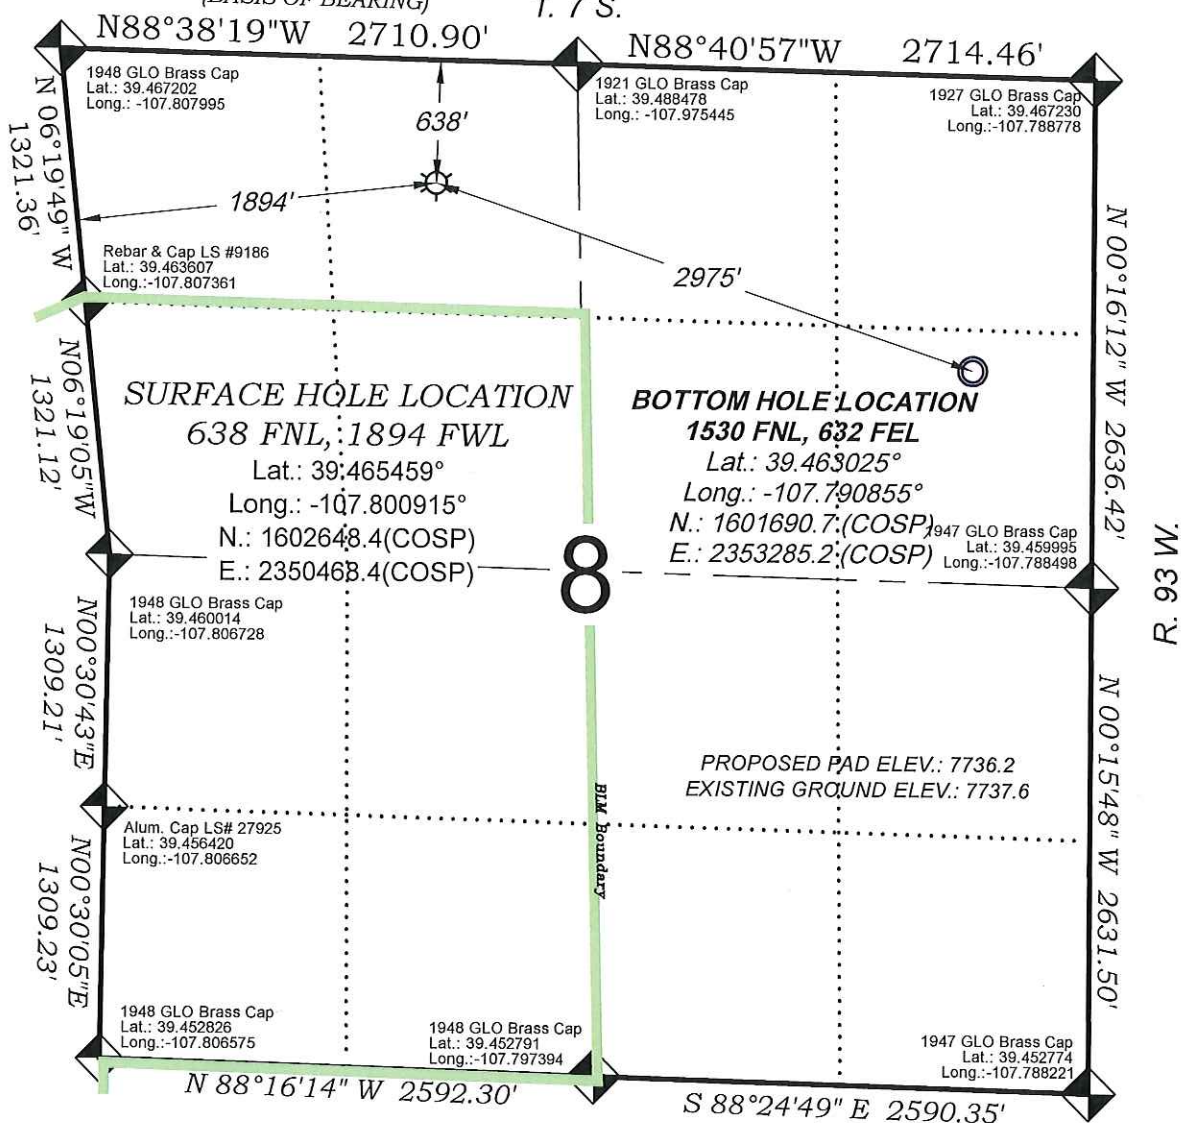 (BASIS OF BEARING)
T. 7 S.
N88°38'19"W 2710.90'
N88°40'57"W 2714.46'
1948 GLO Brass Cap
Lat.: 39.467202
Long.: -107.807995
1921 GLO Brass Cap
Lat.: 39.488478
Long.: -107.975445
1927 GLO Brass Cap
Lat.: 39.467230
Long.:-107.788778
638'
N 06°19'49" W
1321.36'
1894'
2975'
Rebar & Cap LS #9186
Lat.: 39.463607
Long.:-107.807361
N 00°16'12" W 2636.42'
N06°19'05"W
1321.12'
SURFACE HOLE LOCATION
638 FNL, 1894 FWL
Lat.: 39.465459°
Long.: -107.800915°
N.: 1602648.4(COSP)
E.: 2350468.4(COSP)
BOTTOM HOLE LOCATION
1530 FNL, 632 FEL
Lat.: 39.463025°
Long.: -107.790855°
N.: 1601690.7(COSP)
E.: 2353285.2(COSP)
1947 GLO Brass Cap
Lat.: 39.459995
Long.:-107.788498
8
R. 93 W.
1948 GLO Brass Cap
Lat.: 39.460014
Long.:-107.806728
N00°30'43"E
1309.21'
PROPOSED PAD ELEV.: 7736.2
EXISTING GROUND ELEV.: 7737.6
BLM Boundary
N 00°15'48" W 2631.50'
Alum. Cap LS# 27925
Lat.: 39.456420
Long.:-107.806652
N00°30'05"E
1309.23'
1948 GLO Brass Cap
Lat.: 39.452826
Long.:-107.806575
1948 GLO Brass Cap
Lat.: 39.452791
Long.:-107.797394
1947 GLO Brass Cap
Lat.: 39.452774
Long.:-107.788221
N 88°16'14" W 2592.30'
S 88°24'49" E 2590.35'